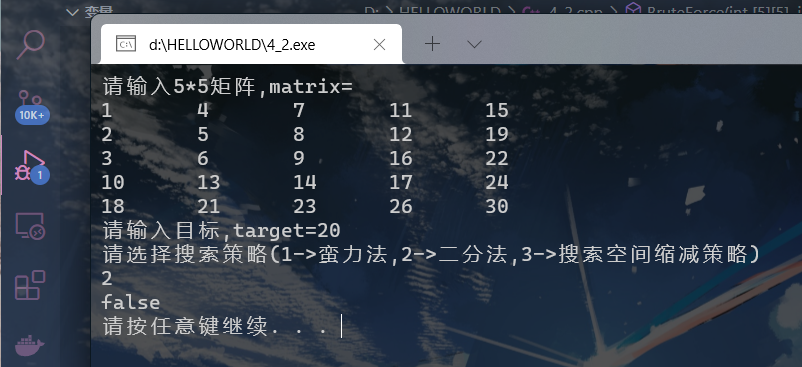 变量
D: > HELLOWORLD > 4_2.cpp > BruteForce(int [5][5], i
d:\HELLOWORLD\4_2.exe
10K+
1
请输入5*5矩阵,matrix=
1 4 7 11 15
2 5 8 12 19
3 6 9 16 22
10 13 14 17 24
18 21 23 26 30
请输入目标,target=20
请选择搜索策略(1->蛮力法,2->二分法,3->搜索空间缩减策略)
2
false
请按任意键继续. . .